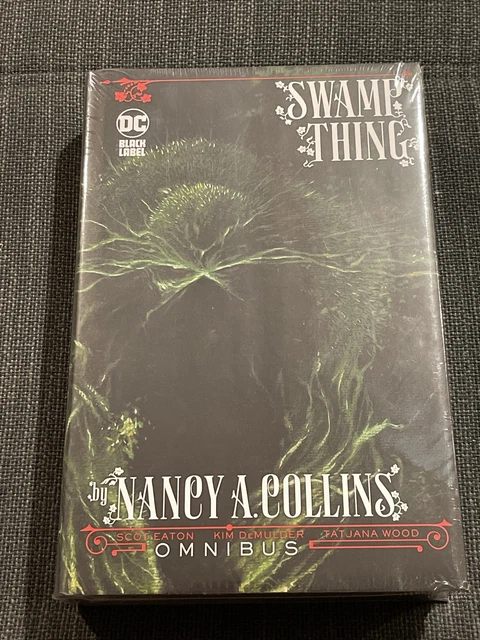 SWAMP
THING
DC
BLACK
LABEL
by NANCY A. COLLINS
SCOT EATON KIM DEMULDER TATJANA WOOD
OMNIBUS